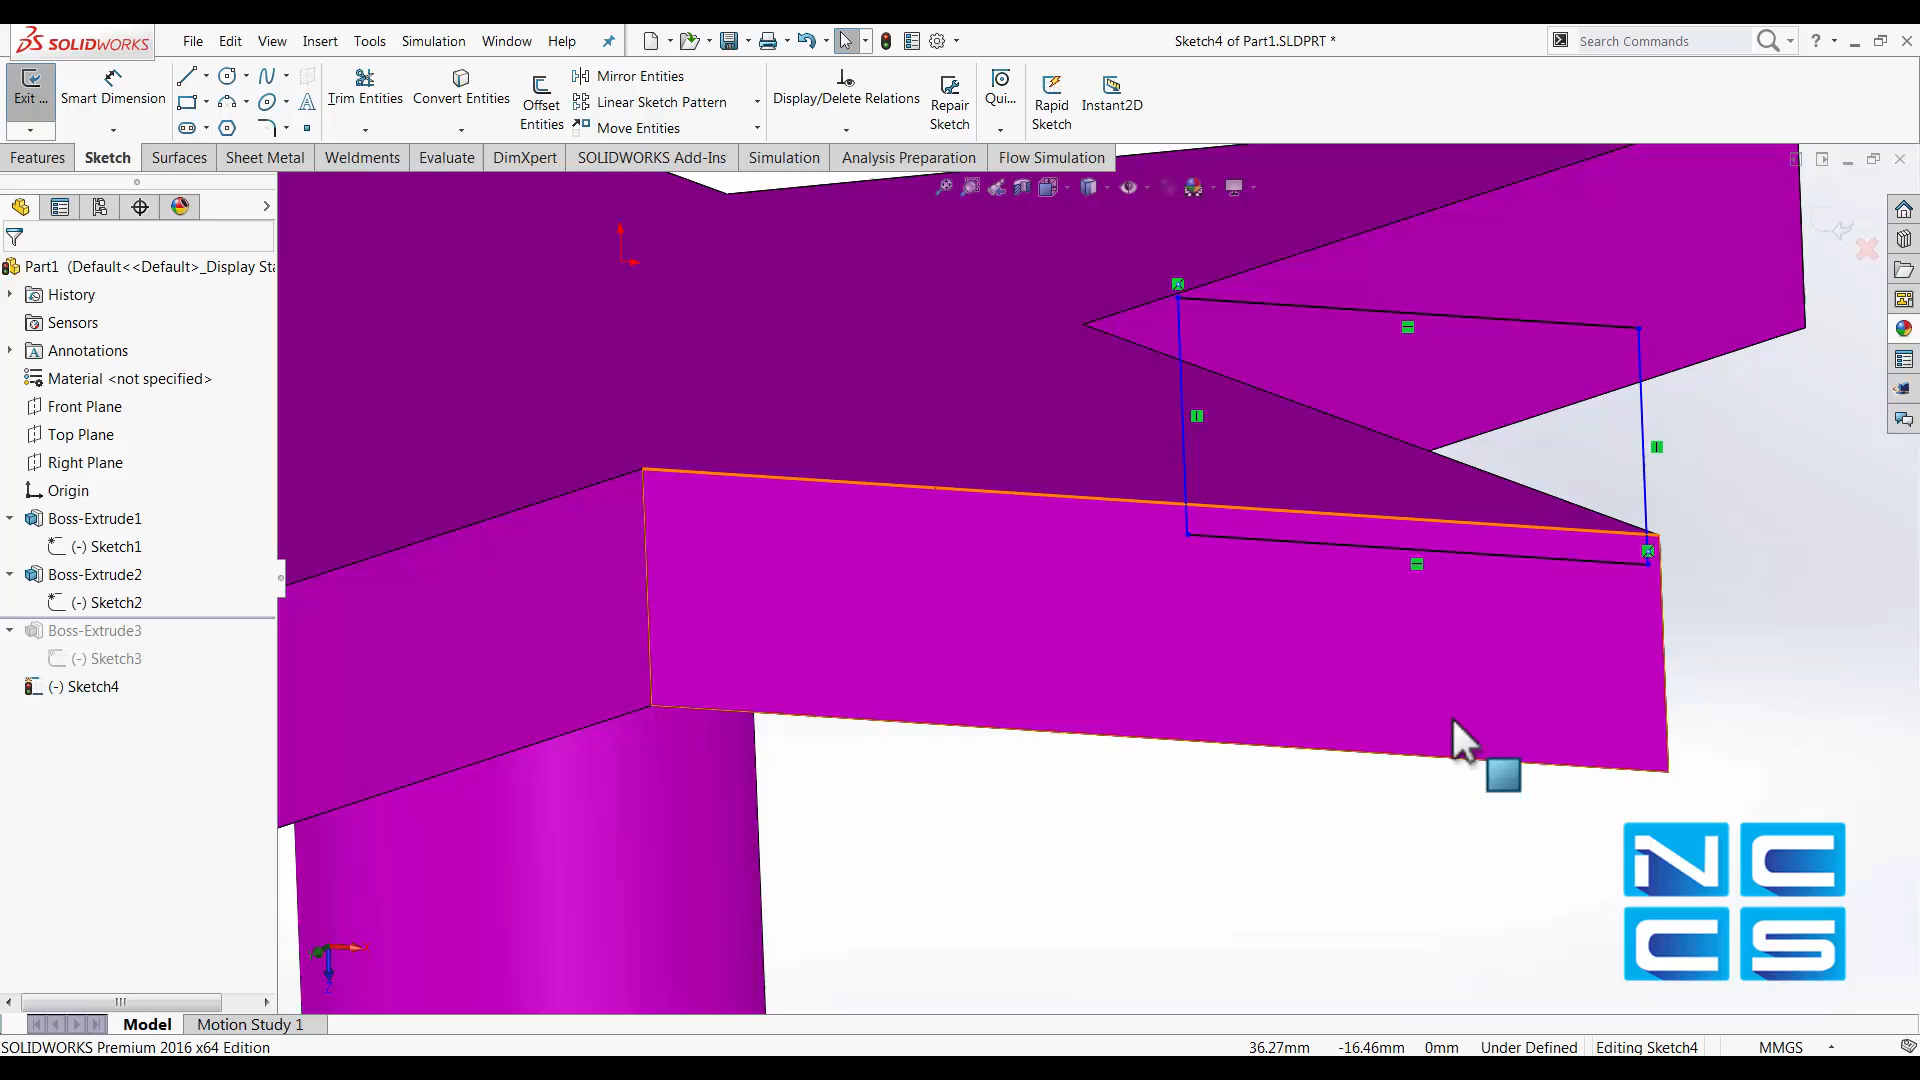 SOLIDWORKS
File Edit View Insert Tools Simulation Window Help
Sketch4 of Part1.SLDPRT *
Search Commands
Exit ...
Smart Dimension
Trim Entities
Convert Entities
Offset Entities
Mirror Entities
Linear Sketch Pattern
Move Entities
Display/Delete Relations
Repair Sketch
Qui...
Rapid Sketch
Instant2D
Features Sketch Surfaces Sheet Metal Weldments Evaluate DimXpert SOLIDWORKS Add-Ins Simulation Analysis Preparation Flow Simulation
Part1 (Default<<Default>_Display Sta
History
Sensors
Annotations
Material <not specified>
Front Plane
Top Plane
Right Plane
Origin
Boss-Extrude1
(-) Sketch1
Boss-Extrude2
(-) Sketch2
Boss-Extrude3
(-) Sketch3
(-) Sketch4
NCCS
Model Motion Study 1
SOLIDWORKS Premium 2016 x64 Edition
36.27mm -16.46mm 0mm Under Defined Editing Sketch4 MMGS